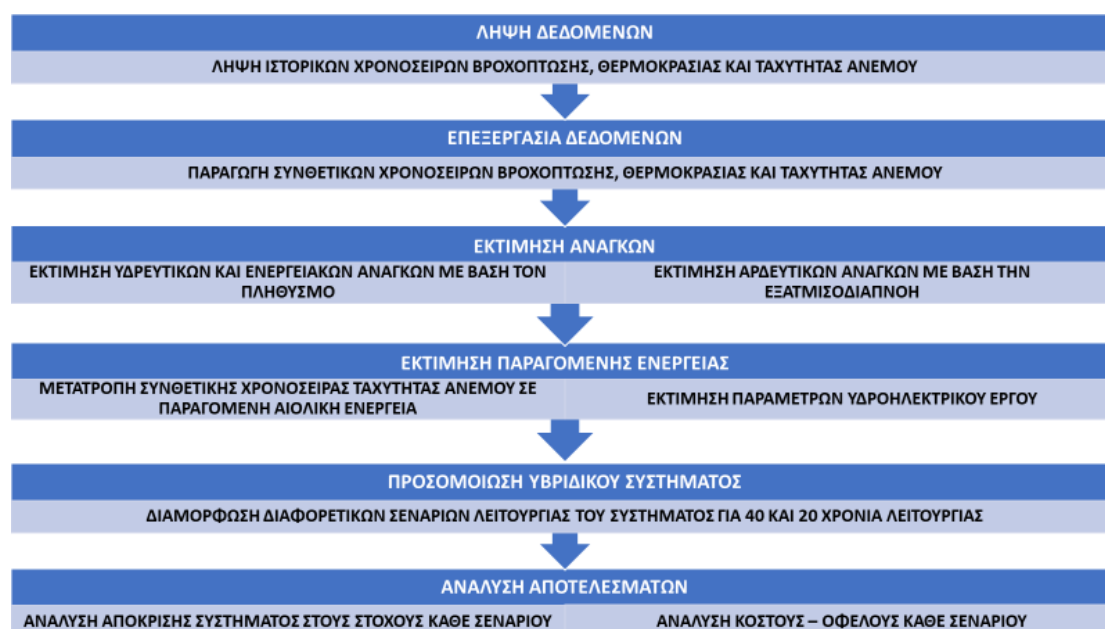 ΛΗΨΗ ΔΕΔΟΜΕΝΩΝ
ΛΗΨΗ ΙΣΤΟΡΙΚΩΝ ΧΡΟΝΟΣΕΙΡΩΝ ΒΡΟΧΟΠΤΩΣΗΣ, ΘΕΡΜΟΚΡΑΣΙΑΣ ΚΑΙ ΤΑΧΥΤΗΤΑΣ ΑΝΕΜΟΥ
ΕΠΕΞΕΡΓΑΣΙΑ ΔΕΔΟΜΕΝΩΝ
ΠΑΡΑΓΩΓΗ ΣΥΝΘΕΤΙΚΩΝ ΧΡΟΝΟΣΕΙΡΩΝ ΒΡΟΧΟΠΤΩΣΗΣ, ΘΕΡΜΟΚΡΑΣΙΑΣ ΚΑΙ ΤΑΧΥΤΗΤΑΣ ΑΝΕΜΟΥ
ΕΚΤΙΜΗΣΗ ΑΝΑΓΚΩΝ
ΕΚΤΙΜΗΣΗ ΥΔΡΕΥΤΙΚΩΝ ΚΑΙ ΕΝΕΡΓΕΙΑΚΩΝ ΑΝΑΓΚΩΝ ΜΕ ΒΑΣΗ ΤΟΝ
ΠΛΗΘΥΣΜΟ
ΕΚΤΙΜΗΣΗ ΑΡΔΕΥΤΙΚΩΝ ΑΝΑΓΚΩΝ ΜΕ ΒΑΣΗ ΤΗΝ
ΕΞΑΤΜΙΣΟΔΙΑΠΝΟΗ
ΕΚΤΙΜΗΣΗ ΠΑΡΑΓΟΜΕΝΗΣ ΕΝΕΡΓΕΙΑΣ
ΜΕΤΑΤΡΟΠΗ ΣΥΝΘΕΤΙΚΗΣ ΧΡΟΝΟΣΕΙΡΑΣ ΤΑΧΥΤΗΤΑΣ ΑΝΕΜΟΥ ΣΕ
ΠΑΡΑΓΟΜΕΝΗ ΑΙΟΛΙΚΗ ΕΝΕΡΓΕΙΑ
ΕΚΤΙΜΗΣΗ ΠΑΡΑΜΕΤΡΩΝ ΥΔΡΟΗΛΕΚΤΡΙΚΟΥ ΕΡΓΟΥ
ΠΡΟΣΟΜΟΙΩΣΗ ΥΒΡΙΔΙΚΟΥ ΣΥΣΤΗΜΑΤΟΣ
ΔΙΑΜΟΡΦΩΣΗ ΔΙΑΦΟΡΕΤΙΚΩΝ ΣΕΝΑΡΙΩΝ ΛΕΙΤΟΥΡΓΙΑΣ ΤΟΥ ΣΥΣΤΗΜΑΤΟΣ ΓΙΑ 40 ΚΑΙ 20 ΧΡΟΝΙΑ ΛΕΙΤΟΥΡΓΙΑΣ
ΑΝΑΛΥΣΗ ΑΠΟΤΕΛΕΣΜΑΤΩΝ
ΑΝΑΛΥΣΗ ΑΠΟΚΡΙΣΗΣ ΣΥΣΤΗΜΑΤΟΣ ΣΤΟΥΣ ΣΤΟΧΟΥΣ ΚΑΘΕ ΣΕΝΑΡΙΟΥ
ΑΝΑΛΥΣΗ ΚΟΣΤΟΥΣ – ΟΦΕΛΟΥΣ ΚΑΘΕ ΣΕΝΑΡΙΟΥ